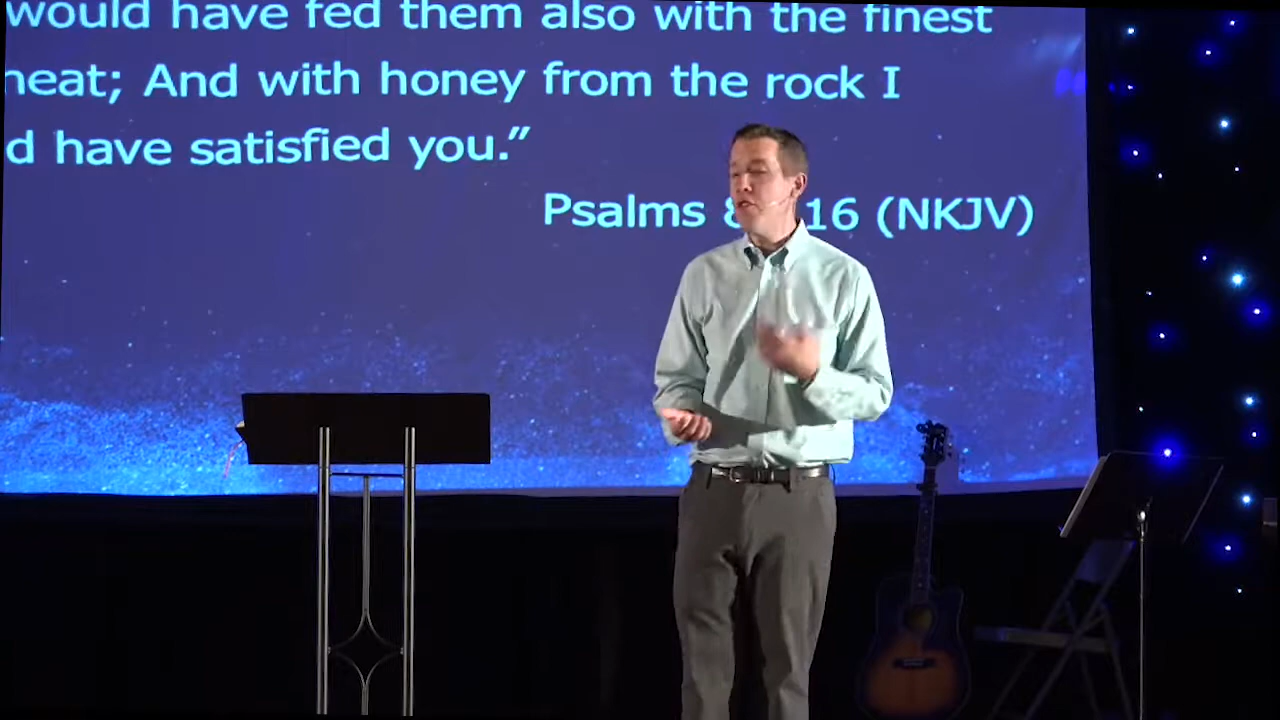 would have fed them also with the finest
heat; And with honey from the rock I
d have satisfied you.”
Psalms 8 16 (NKJV)